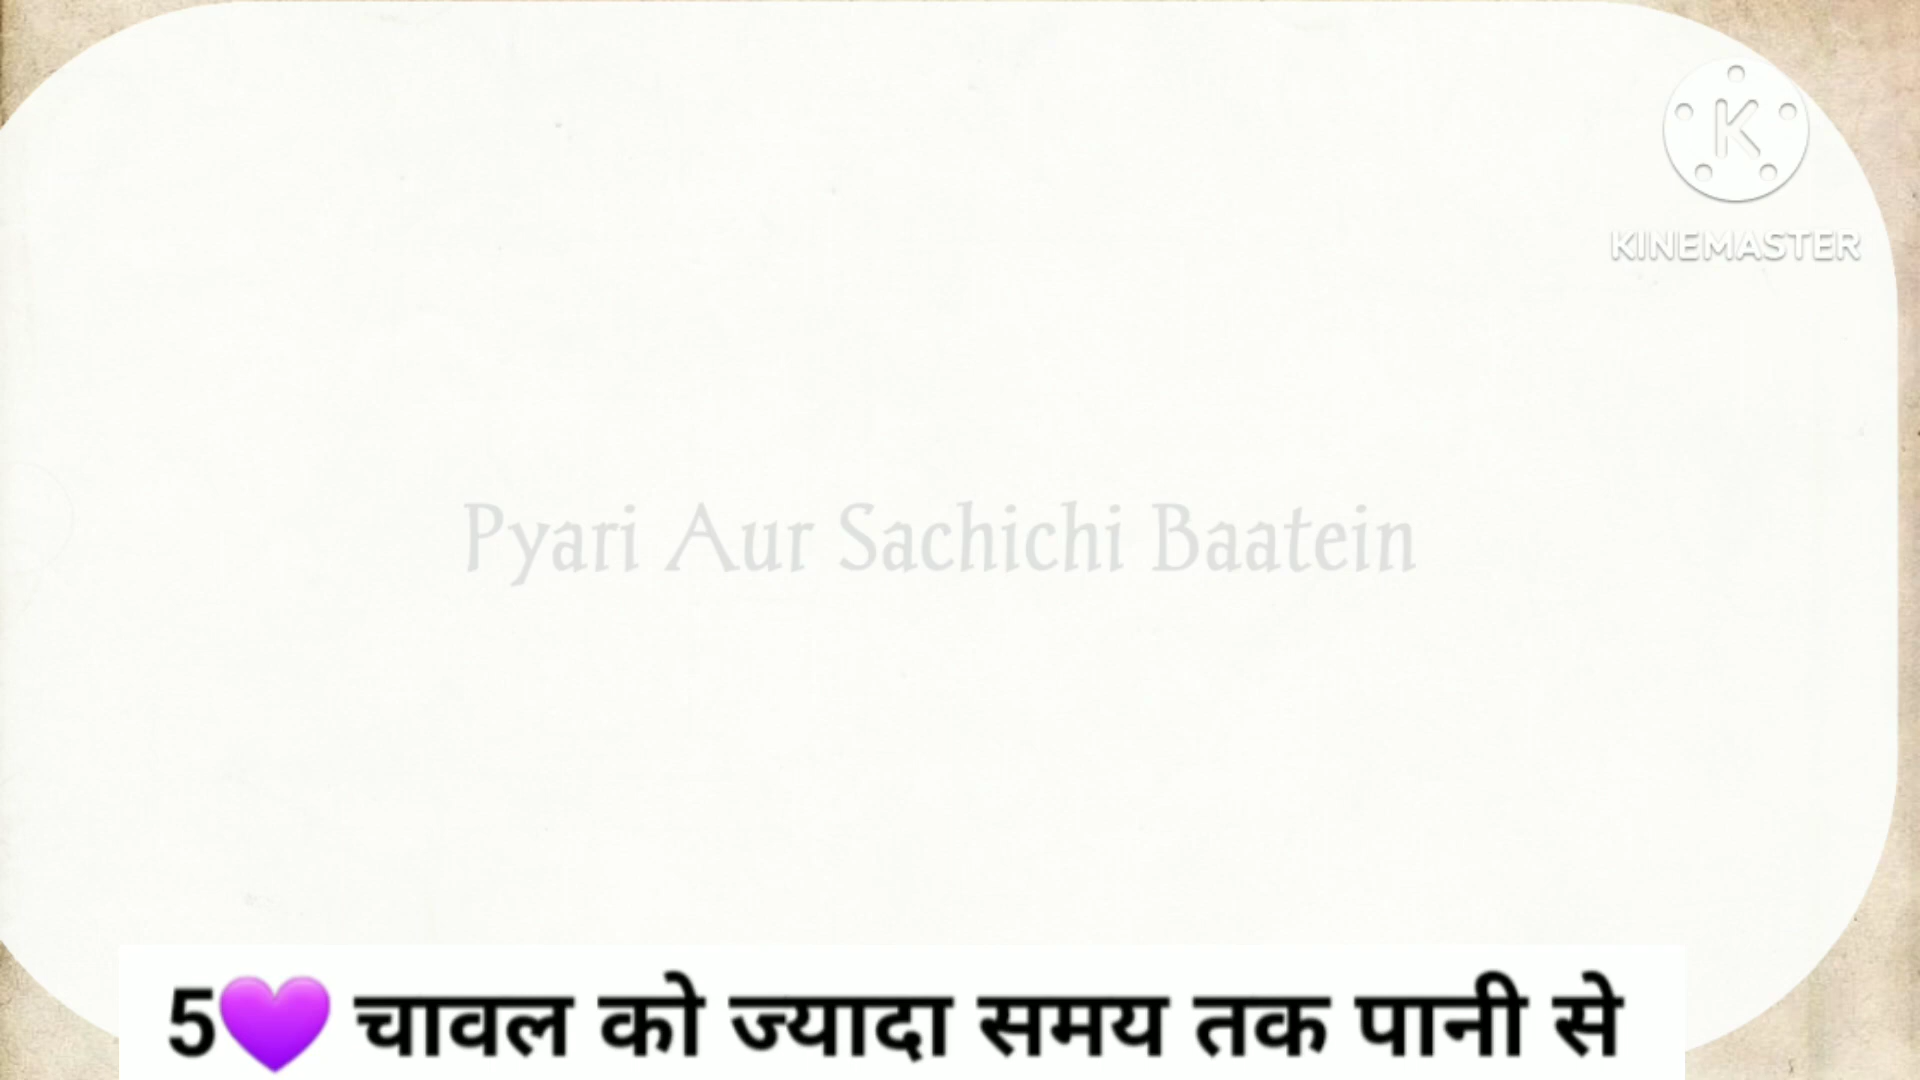 K
KINEMASTER
Pyari Aur Sachichi Baatein
5💜 चावल को ज्यादा समय तक पानी से